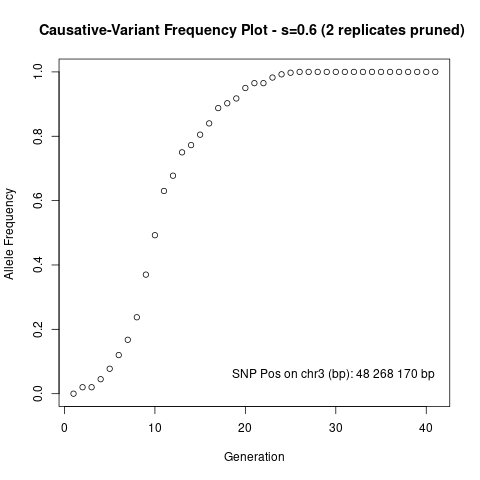 Causative-Variant Frequency Plot - s=0.6 (2 replicates pruned)
Allele Frequency
1.0
0.8
0.6
0.4
0.2
0.0
SNP Pos on chr3 (bp): 48 268 170 bp
0 10 20 30 40
Generation